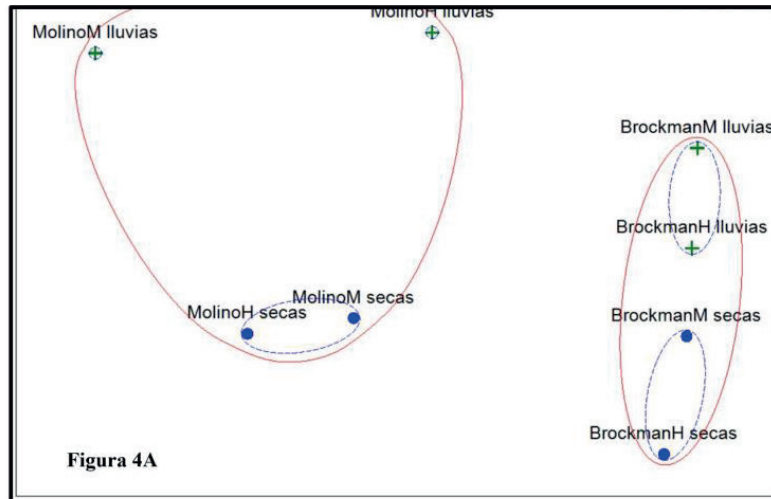 MolinoM lluvias
MolinoH lluvias
BrockmanM lluvias
BrockmanH lluvias
MolinoM secas
MolinoH secas
BrockmanM secas
BrockmanH secas
Figura 4A